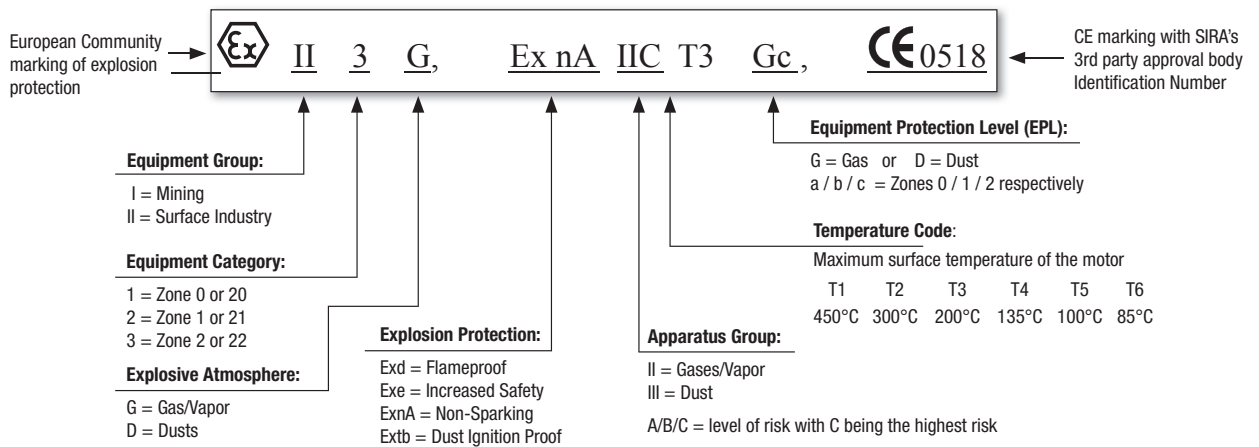 European Community
marking of explosion
protection
Ex II 3 G, Ex nA IIC T3 Gc, CE 0518
CE marking with SIRA's
3rd party approval body
Identification Number
Equipment Group:
I = Mining
II = Surface Industry
Equipment Category:
1 = Zone 0 or 20
2 = Zone 1 or 21
3 = Zone 2 or 22
Explosive Atmosphere:
G = Gas/Vapor
D = Dusts
Explosion Protection:
Exd = Flameproof
Exe = Increased Safety
ExnA = Non-Sparking
Extb = Dust Ignition Proof
Apparatus Group:
II = Gases/Vapor
III = Dust
A/B/C = level of risk with C being the highest risk
Equipment Protection Level (EPL):
G = Gas or D = Dust
a / b / c = Zones 0 / 1 / 2 respectively
Temperature Code:
Maximum surface temperature of the motor
T1 T2 T3 T4 T5 T6
450°C 300°C 200°C 135°C 100°C 85°C